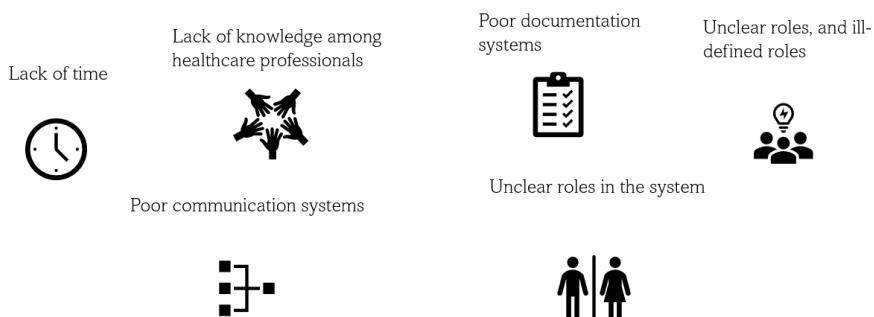 Lack of time
Lack of knowledge among
healthcare professionals
Poor documentation
systems
Unclear roles, and ill-
defined roles
Poor communication systems
Unclear roles in the system